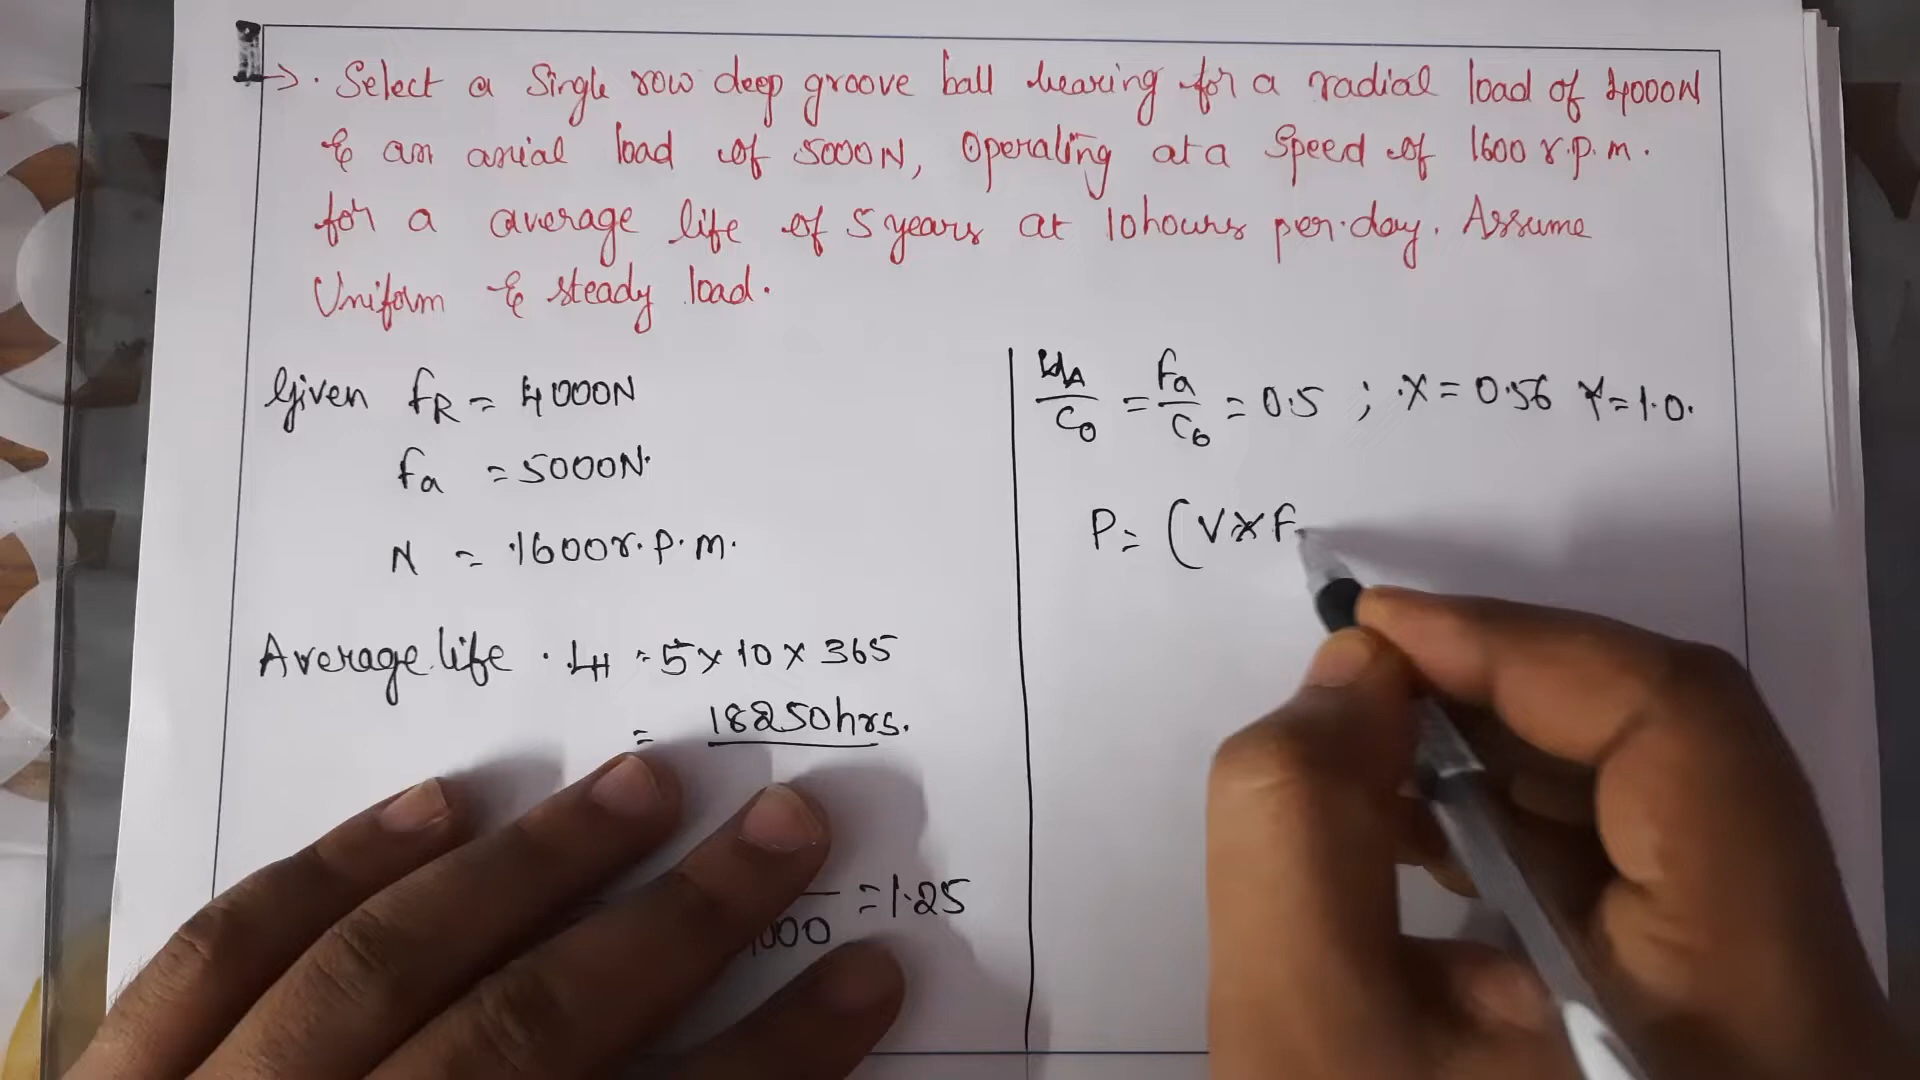 →. Select a Single row deep groove ball bearing for a radial load of 4000N
& an axial load of 5000N, Operating at a Speed of 1600 r.p.m.
for a average life of 5 years at 10 hours per day. Assume
Uniform & steady load.
Given FR = 4000N
Fa = 5000N.
N = 1600 r.p.m.
Average life. LH = 5 × 10 × 365
= 18250 hrs.
000 = 1.25
WA/C0 = Fa/C0 = 0.5 ; X = 0.56 Y = 1.0.
P = (V × F